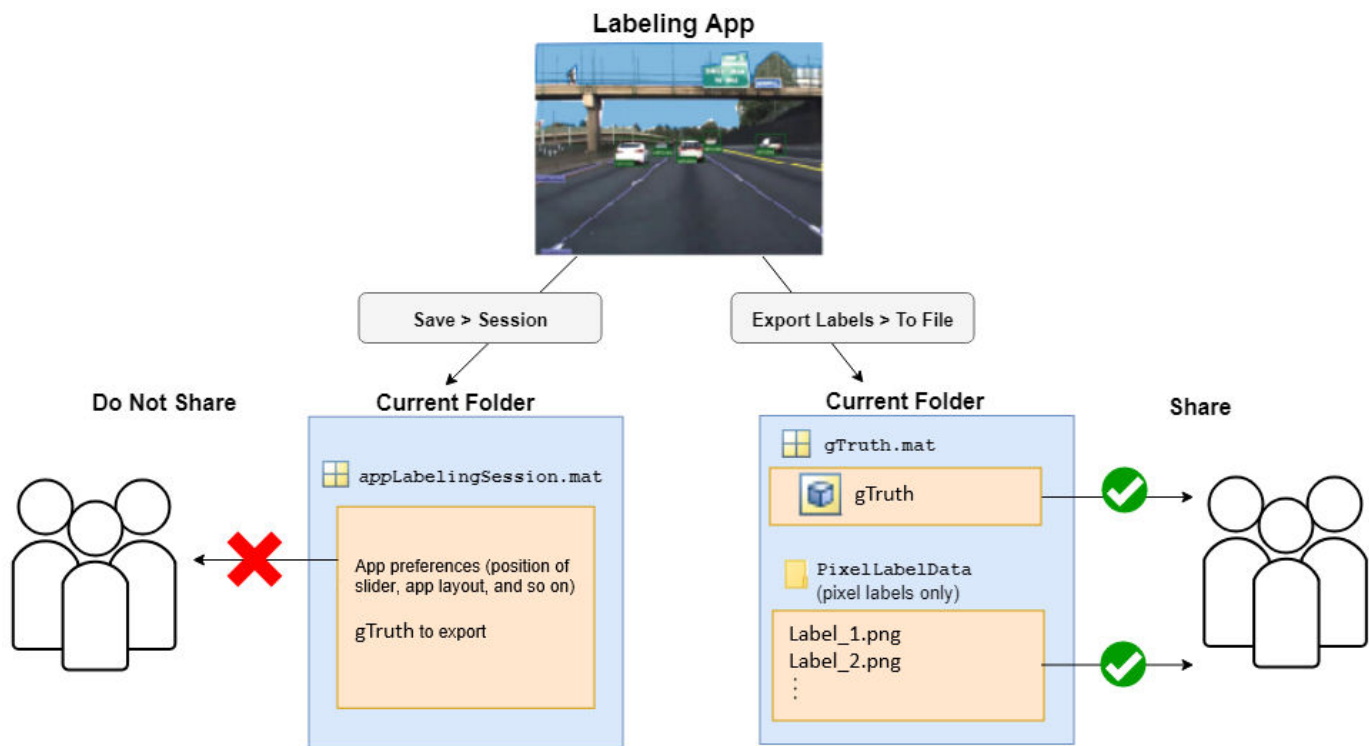 Labeling App
Save > Session
Export Labels > To File
Do Not Share
Current Folder
Current Folder
Share
appLabelingSession.mat
App preferences (position of
slider, app layout, and so on)
gTruth to export
gTruth.mat
gTruth
PixelLabelData
(pixel labels only)
Label_1.png
Label_2.png
⋮